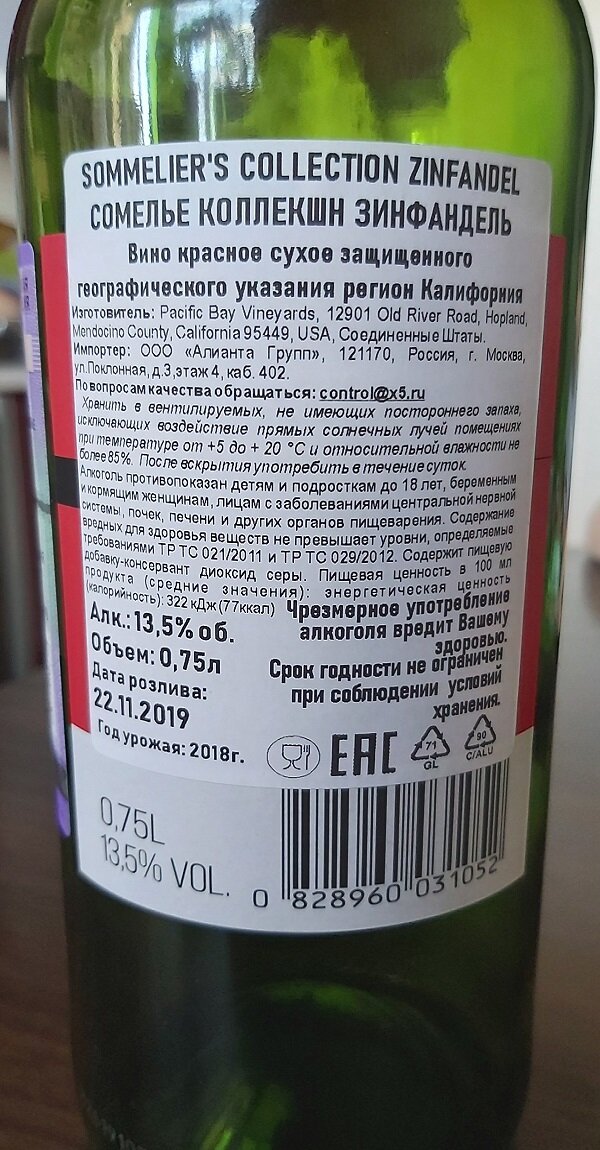 SOMMELIER'S COLLECTION ZINFANDEL
СОМЕЛЬЕ КОЛЛЕКШН ЗИНФАНДЕЛЬ
Вино красное сухое защищенного
географического указания регион Калифорния
Изготовитель: Pacific Bay Vineyards, 12901 Old River Road, Hopland,
Mendocino County, California 95449, USA, Соединенные Штаты.
Импортер: ООО «Алианта Групп», 121170, Россия, г. Москва,
ул.Поклонная, д.3,этаж 4, каб. 402.
По вопросам качества обращаться: control@x5.ru
Хранить в вентилируемых, не имеющих постороннего запаха,
исключающих воздействие прямых солнечных лучей помещениях
при температуре от +5 до + 20 °C и относительной влажности не
более 85%. После вскрытия употребить в течение суток.
Алкоголь противопоказан детям и подросткам до 18 лет, беременным
и кормящим женщинам, лицам с заболеваниями центральной нервной
системы, почек, печени и других органов пищеварения. Содержание
вредных для здоровья веществ не превышает уровни, определяемые
требованиями ТР ТС 021/2011 и ТР ТС 029/2012. Содержит пищевую
добавку-консервант диоксид серы. Пищевая ценность в 100 мл
продукта (средние значения): энергетическая ценность
(калорийность): 322 кДж (77ккал)
Чрезмерное употребление
алкоголя вредит Вашему
здоровью.
Срок годности не ограничен
при соблюдении условий
хранения.
Алк.: 13,5% об.
Объем: 0,75л
Дата розлива:
22.11.2019
Год урожая: 2018г.
EAC
71
GL
90
C/ALU
0,75L
13,5% VOL.
0 828960 031052